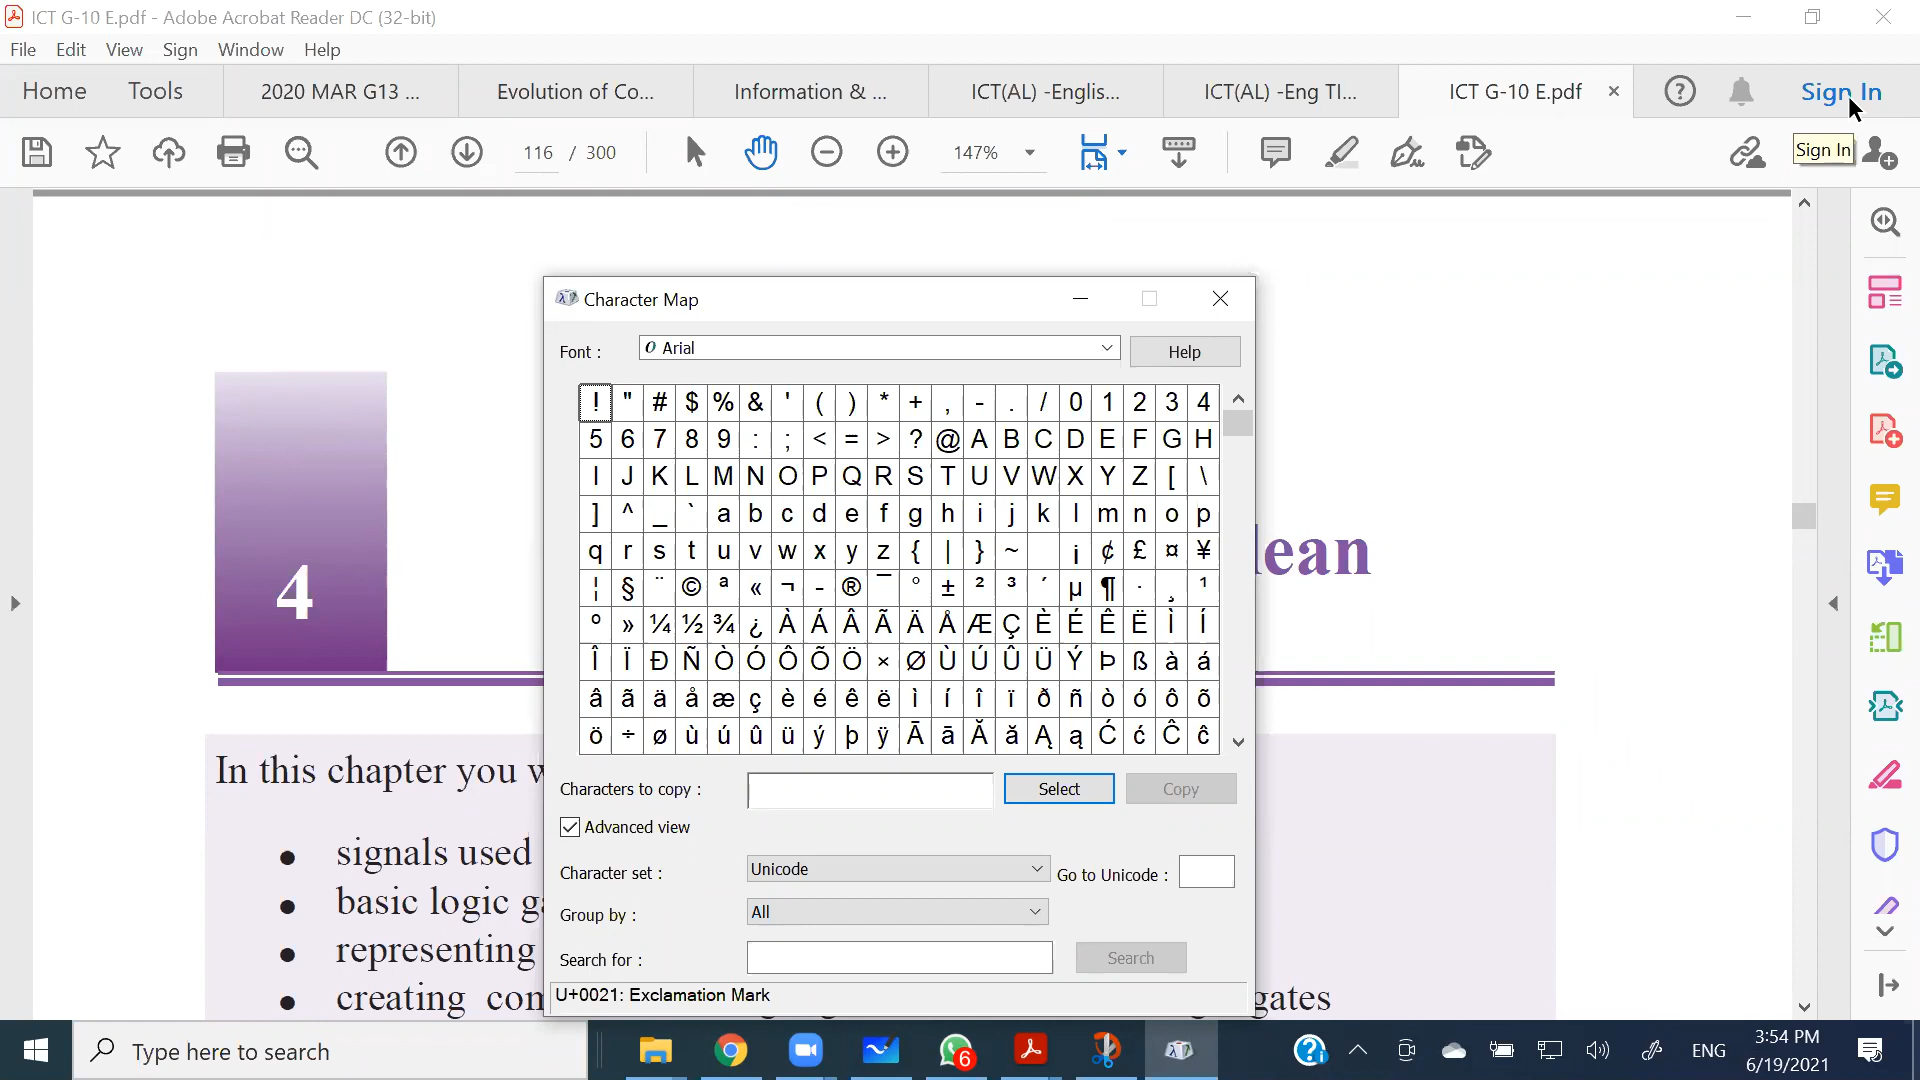 ICT G-10 E.pdf - Adobe Acrobat Reader DC (32-bit)
File Edit View Sign Window Help
Home Tools 2020 MAR G13 ... Evolution of Co... Information & ... ICT(AL) -Englis... ICT(AL) -Eng TI... ICT G-10 E.pdf × Sign In
116 / 300 147% Sign In
Character Map
Font : O Arial Help
! " # $ % & ' ( ) * + , - . / 0 1 2 3 4
5 6 7 8 9 : ; < = > ? @ A B C D E F G H
I J K L M N O P Q R S T U V W X Y Z [ \
] ^ _ ` a b c d e f g h i j k l m n o p
q r s t u v w x y z { | } ~ ¡ ¢ £ ¤ ¥
¦ § ¨ © ª « ¬ - ® ¯ ° ± ² ³ ´ µ ¶ · ¸ ¹
º » ¼ ½ ¾ ¿ À Á Â Ã Ä Å Æ Ç È É Ê Ë Ì Í
Î Ï Ð Ñ Ò Ó Ô Õ Ö × Ø Ù Ú Û Ü Ý Þ ß à á
â ã ä å æ ç è é ê ë ì í î ï ð ñ ò ó ô õ
ö ÷ ø ù ú û ü ý þ ÿ Ā ā Ă ă Ą ą Ć ć Ĉ ĉ
Characters to copy : Select Copy
Advanced view
Character set : Unicode Go to Unicode :
Group by : All
Search for : Search
U+0021: Exclamation Mark
4
lean
In this chapter you w
● signals used
● basic logic ga
● representing
● creating com gates
Type here to search
6
ENG
3:54 PM
6/19/2021